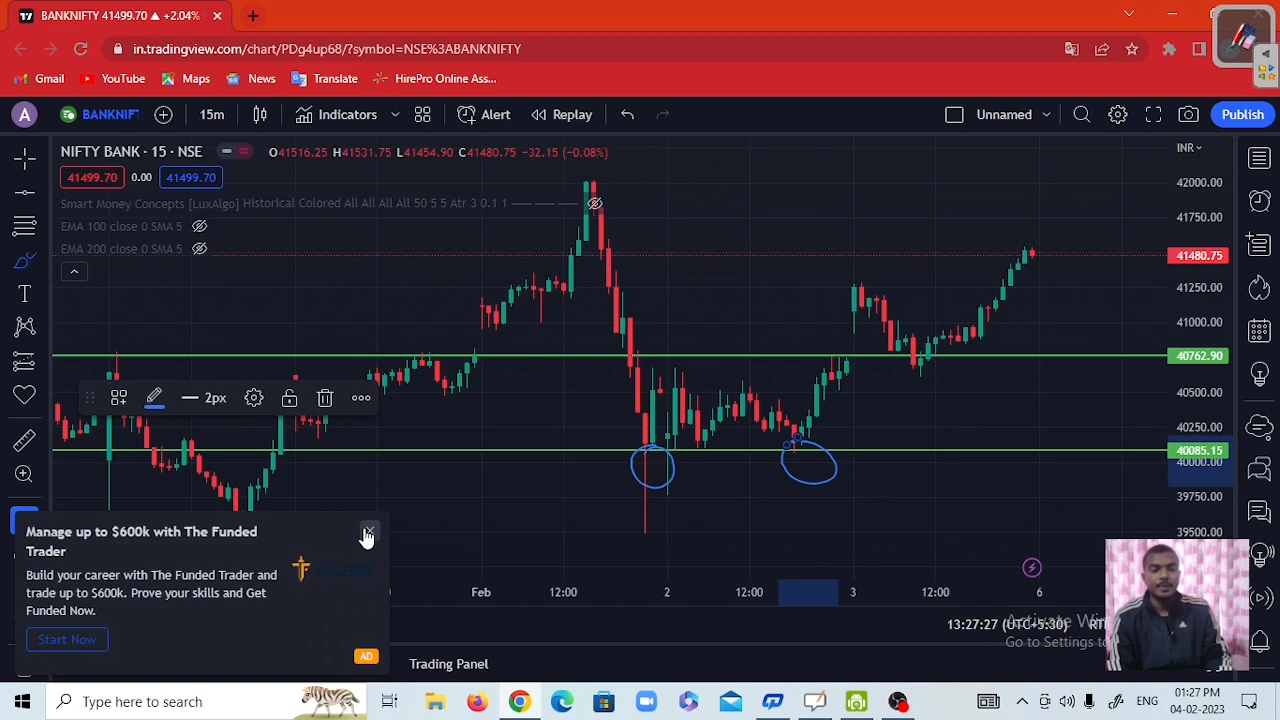 BANKNIFTY 41499.70 ▲ +2.04%
in.tradingview.com/chart/PDg4up68/?symbol=NSE%3ABANKNIFTY
Gmail YouTube Maps News Translate HirePro Online Ass...
A BANKNIF 15m Indicators Alert Replay Unnamed Publish
NIFTY BANK · 15 · NSE O41516.25 H41531.75 L41454.90 C41480.75 −32.15 (−0.08%) INR
41499.70 0.00 41499.70
Smart Money Concepts [LuxAlgo] Historical Colored All All All All 50 5 5 Atr 3 0.1 1
EMA 100 close 0 SMA 5
EMA 200 close 0 SMA 5
42000.00
41750.00
41480.75
41250.00
41000.00
40762.90
40500.00
40250.00
40085.15
40000.00
39750.00
39500.00
2px
Manage up to $600k with The Funded
Trader
Build your career with The Funded Trader and
trade up to $600k. Prove your skills and Get
Funded Now.
Start Now
AD
Feb 12:00 2 12:00 3 12:00 6
13:27:27 (UTC+5:30)
Activate Wi
Go to Settings to
Trading Panel
Type here to search
ENG 01:27 PM
04-02-2023